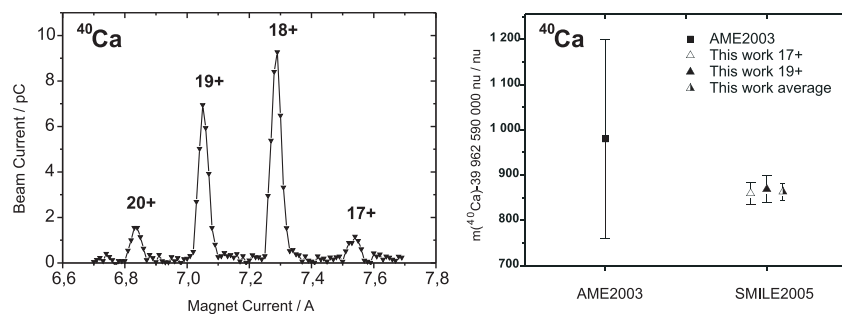 40Ca
18+
19+
20+
17+
Beam Current / pC
10
8
6
4
2
0
6,6 6,8 7,0 7,2 7,4 7,6 7,8
Magnet Current / A
40Ca
AME2003
This work 17+
This work 19+
This work average
m(40Ca)-39 962 590 000 nu / nu
1 200
1 100
1 000
900
800
700
AME2003 SMILE2005